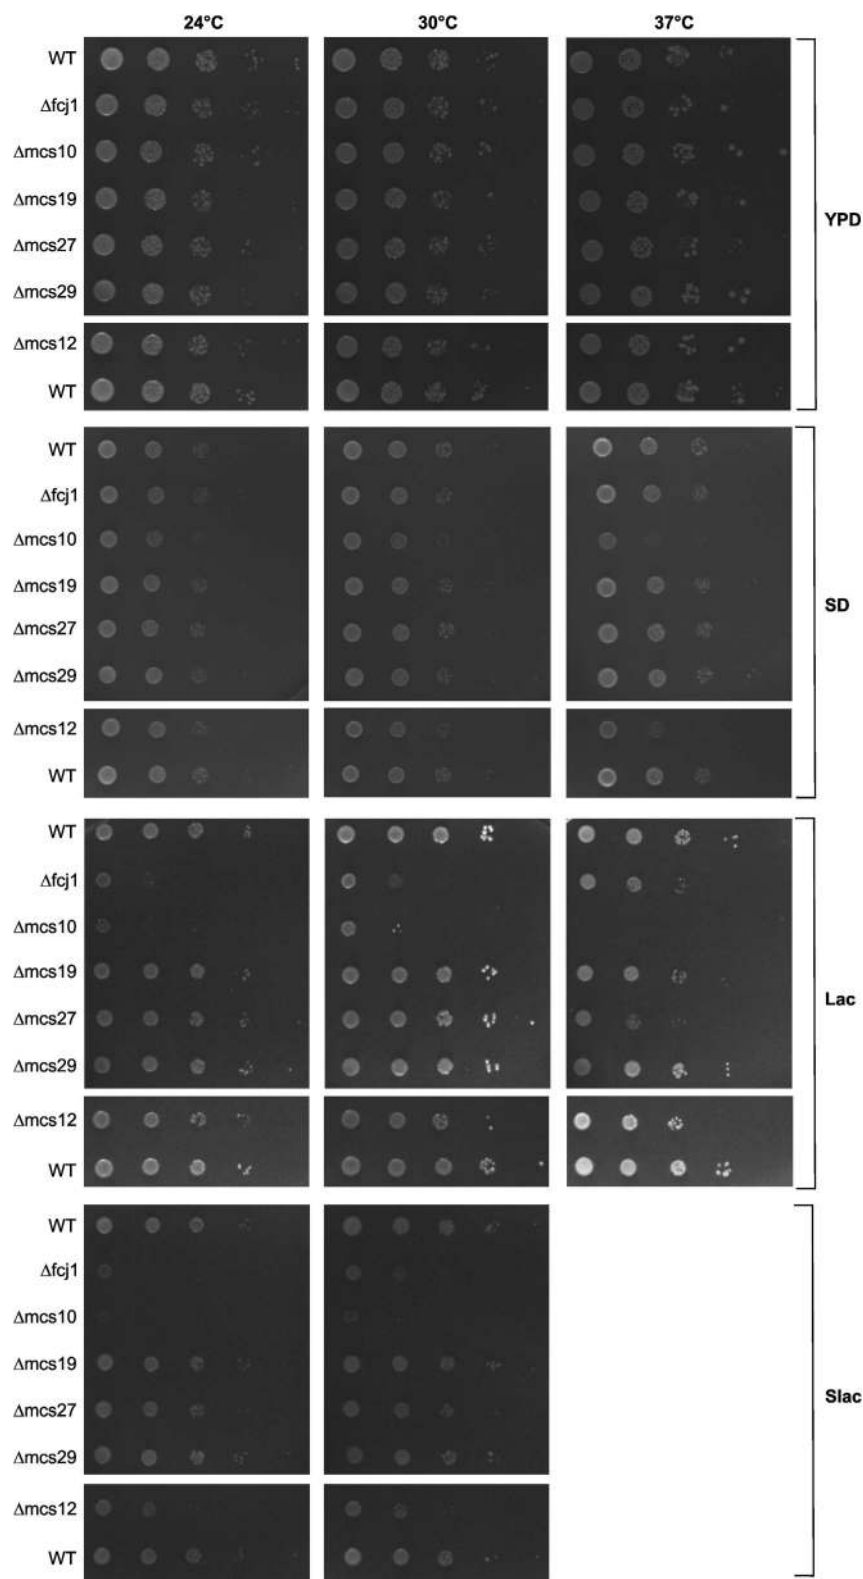 24°C 30°C 37°C
WT
Δfcj1
Δmcs10
Δmcs19
Δmcs27
Δmcs29
Δmcs12
WT
YPD
WT
Δfcj1
Δmcs10
Δmcs19
Δmcs27
Δmcs29
Δmcs12
WT
SD
WT
Δfcj1
Δmcs10
Δmcs19
Δmcs27
Δmcs29
Δmcs12
WT
Lac
WT
Δfcj1
Δmcs10
Δmcs19
Δmcs27
Δmcs29
Δmcs12
WT
Slac